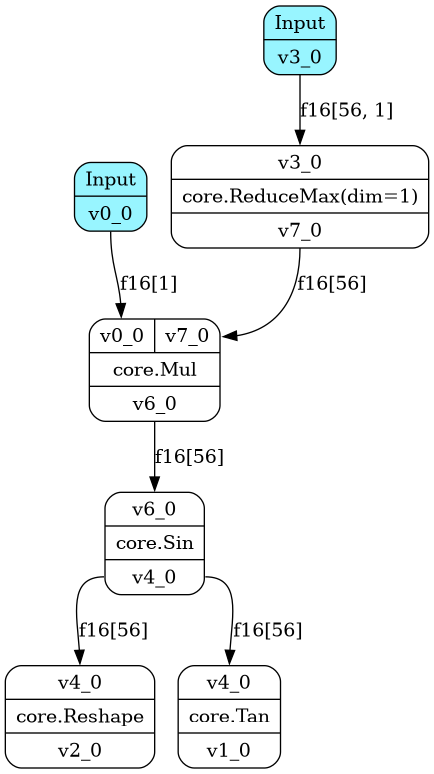 Input
v3_0
f16[56, 1]
v3_0
core.ReduceMax(dim=1)
v7_0
Input
v0_0
f16[1]
f16[56]
v0_0 v7_0
core.Mul
v6_0
f16[56]
v6_0
core.Sin
v4_0
f16[56]
f16[56]
v4_0
core.Reshape
v2_0
v4_0
core.Tan
v1_0